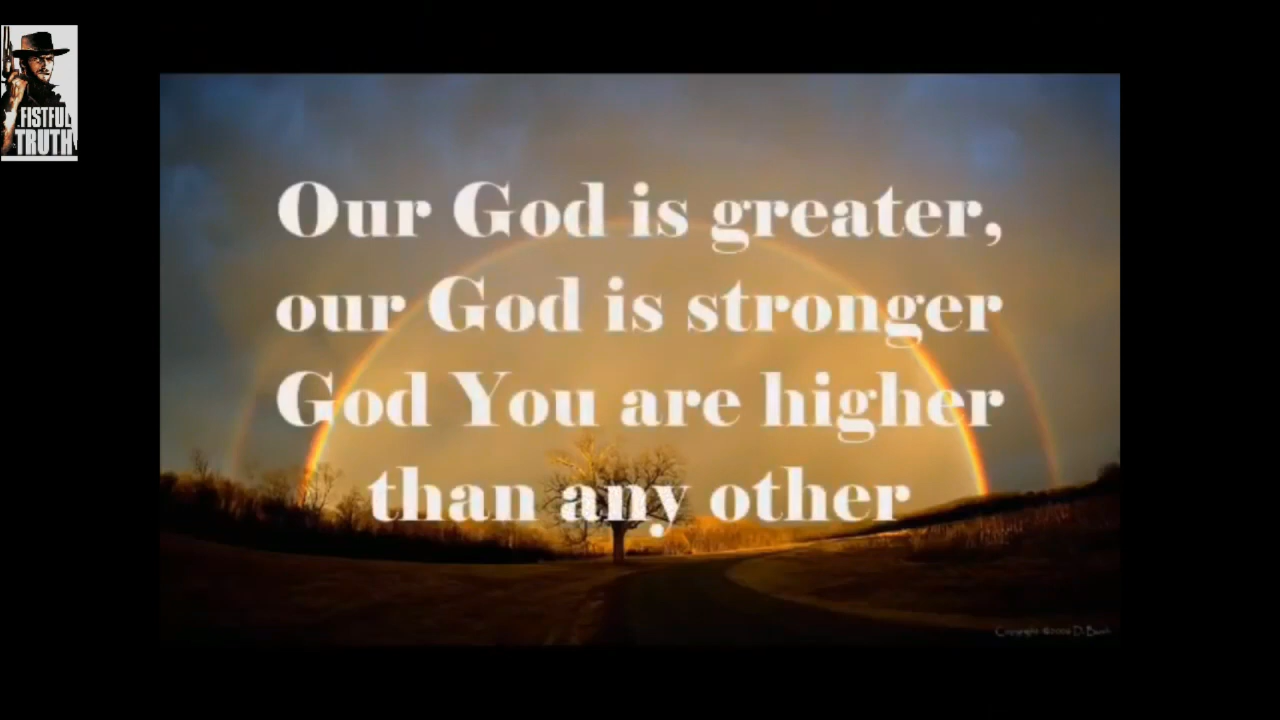 FISTFUL
TRUTH
Our God is greater,
our God is stronger
God You are higher
than any other